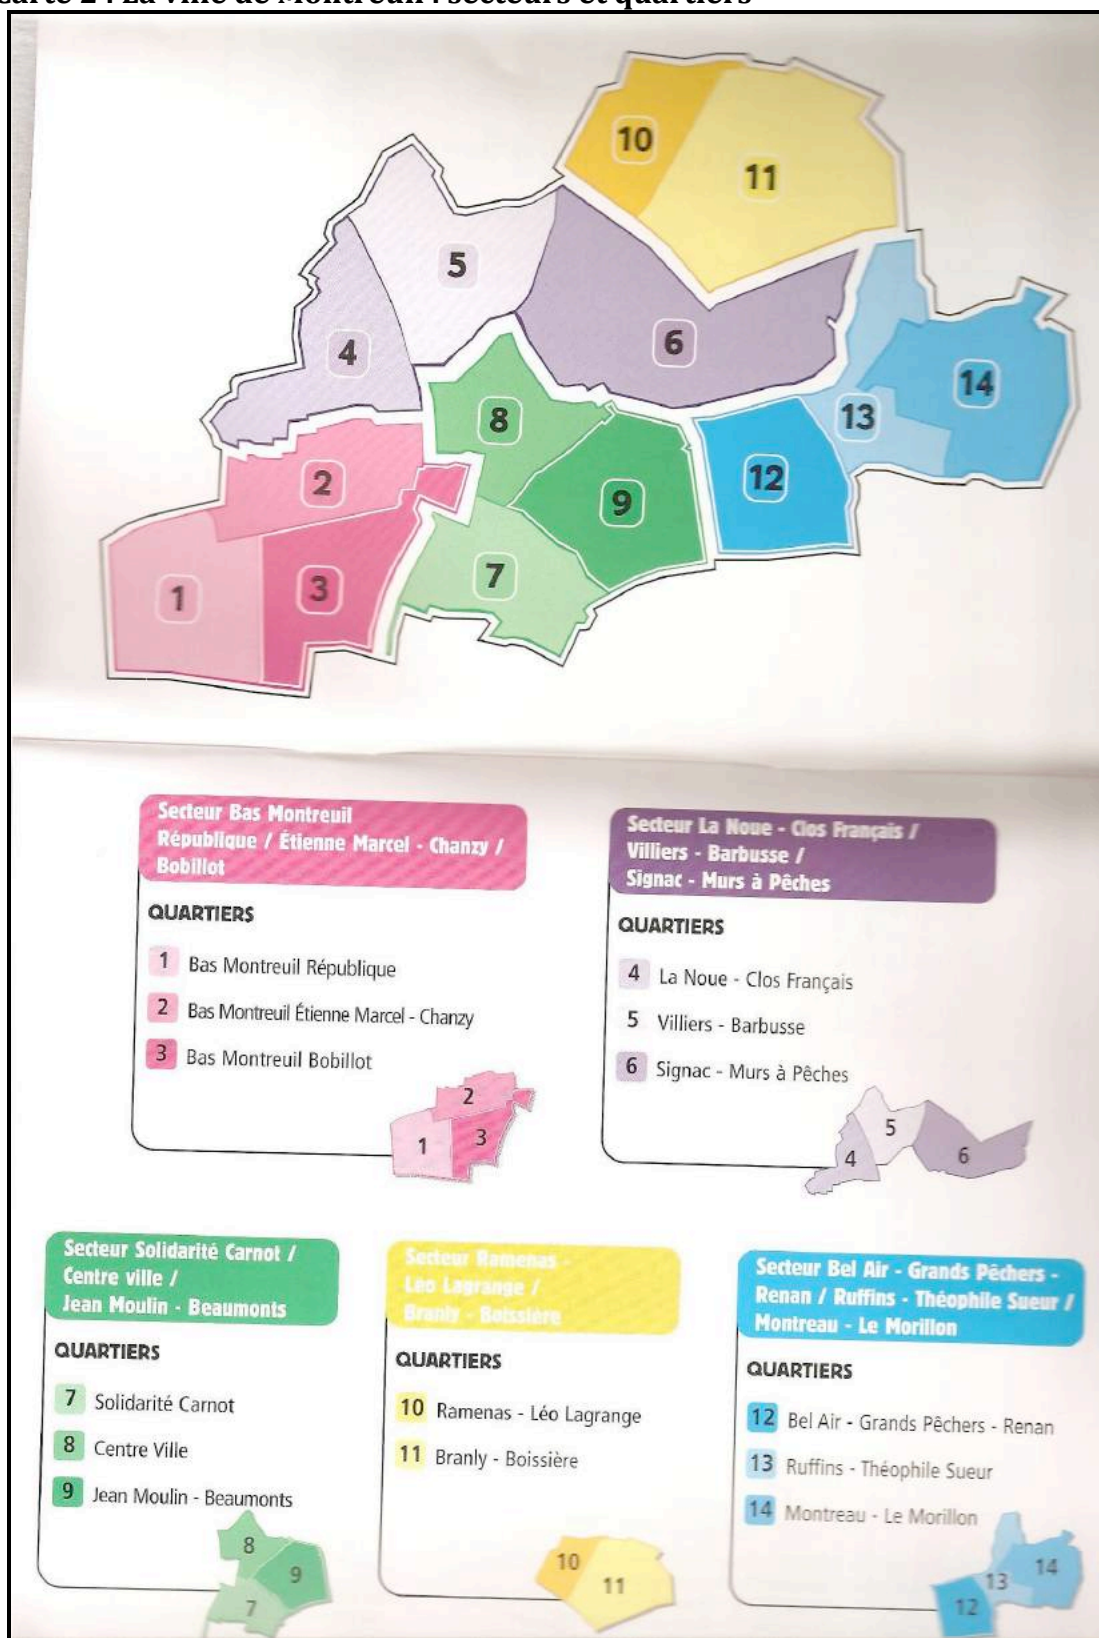 Carte 2 : La ville de Montreuil : secteurs et quartiers
10
11
5
6
4
14
8
13
2
12
9
7
3
1
Secteur Bas Montreuil
République / Étienne Marcel - Chanzy /
Bobillot
QUARTIERS
1 Bas Montreuil République
2 Bas Montreuil Étienne Marcel - Chanzy
3 Bas Montreuil Bobillot
2
1
3
Secteur La Noue - Clos Français /
Villiers - Barbusse /
Signac - Murs à Pêches
QUARTIERS
4 La Noue - Clos Français
5 Villiers - Barbusse
6 Signac - Murs à Pêches
5
4
6
Secteur Solidarité Carnot /
Centre ville /
Jean Moulin - Beaumonts
QUARTIERS
7 Solidarité Carnot
8 Centre Ville
9 Jean Moulin - Beaumonts
8
9
7
Secteur Ramenas -
Léo Lagrange /
Branly - Boissière
QUARTIERS
10 Ramenas - Léo Lagrange
11 Branly - Boissière
10
11
Secteur Bel Air - Grands Pêchers -
Renan / Ruffins - Théophile Sueur /
Montreau - Le Morillon
QUARTIERS
12 Bel Air - Grands Pêchers - Renan
13 Ruffins - Théophile Sueur
14 Montreau - Le Morillon
14
13
12